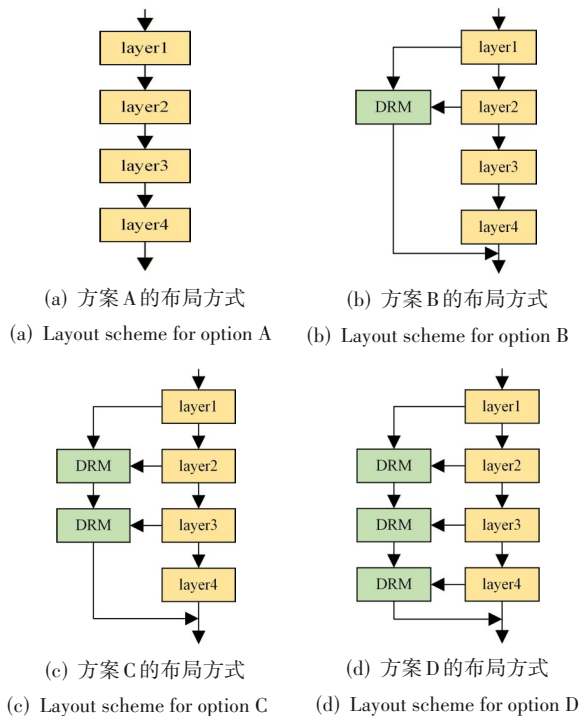 layer1
layer2
layer3
layer4
(a) 方案A的布局方式
(a) Layout scheme for option A
layer1
DRM
layer2
layer3
layer4
(b) 方案B的布局方式
(b) Layout scheme for option B
layer1
DRM
layer2
DRM
layer3
layer4
(c) 方案C的布局方式
(c) Layout scheme for option C
layer1
DRM
layer2
DRM
layer3
DRM
layer4
(d) 方案D的布局方式
(d) Layout scheme for option D